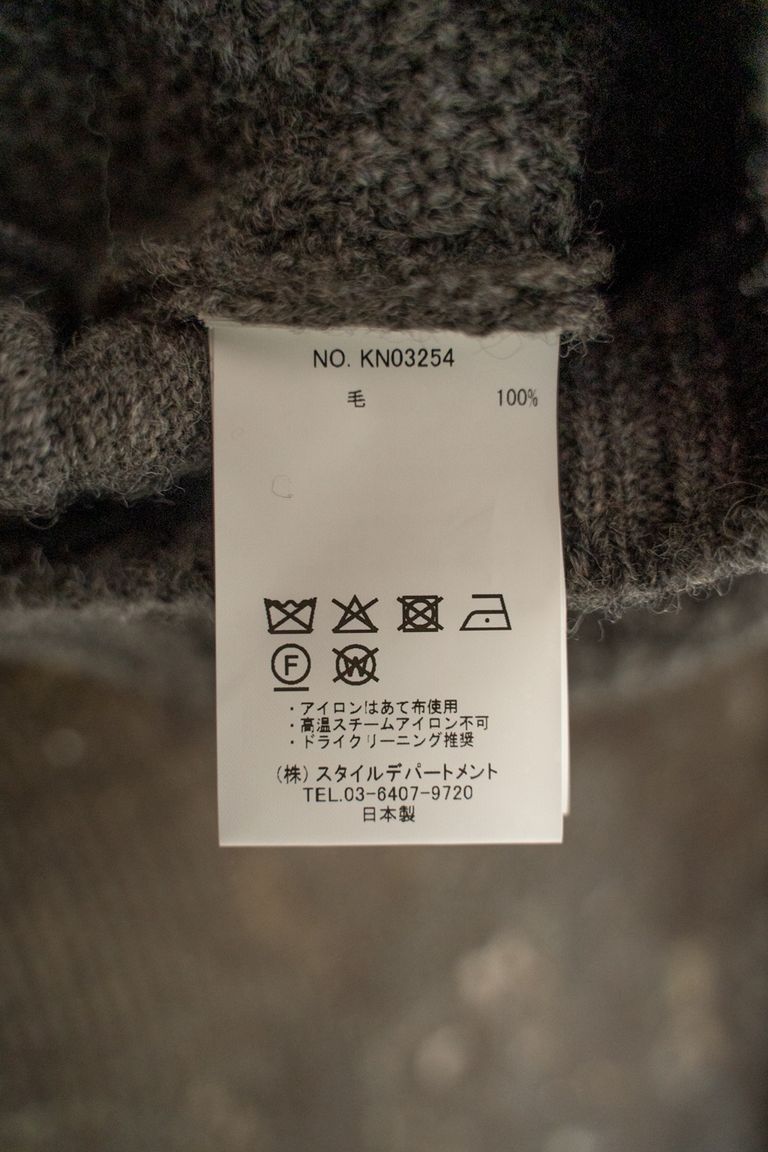 NO. KN03254
毛 100%
F W
・アイロンはあて布使用
・高温スチームアイロン不可
・ドライクリーニング推奨
(株)スタイルデパートメント
TEL.03-6407-9720
日本製